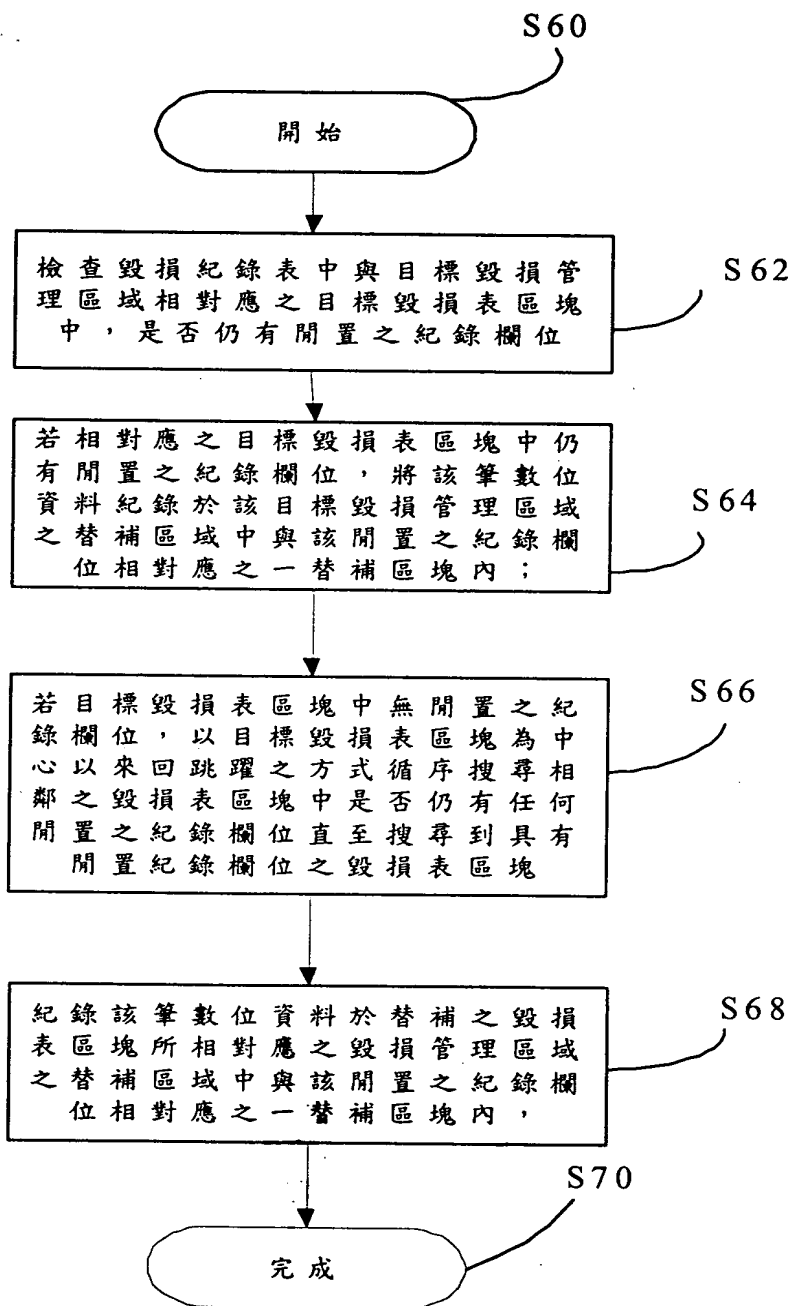 S60
開始
檢查毀損紀錄表中與目標毀損管
理區域相對應之目標毀損表區塊
中，是否仍有閒置之紀錄欄位
S62
若相對應之目標毀損表區塊中仍
有閒置之紀錄欄位，將該筆數位
資料紀錄於該目標毀損管理區域
之替補區域中與該閒置之紀錄欄
位相對應之一替補區塊內；
S64
若目標毀損表區塊中無閒置之紀
錄欄位，以目標毀損表區塊為中
心以來回跳躍之方式循序搜尋相
鄰之毀損表區塊中是否仍有任何
閒置之紀錄欄位直至搜尋到具有
閒置紀錄欄位之毀損表區塊
S66
紀錄該筆數位資料於替補之毀損
表區塊所相對應之毀損管理區域
之替補區域中與該閒置之紀錄欄
位相對應之一替補區塊內，
S68
S70
完成